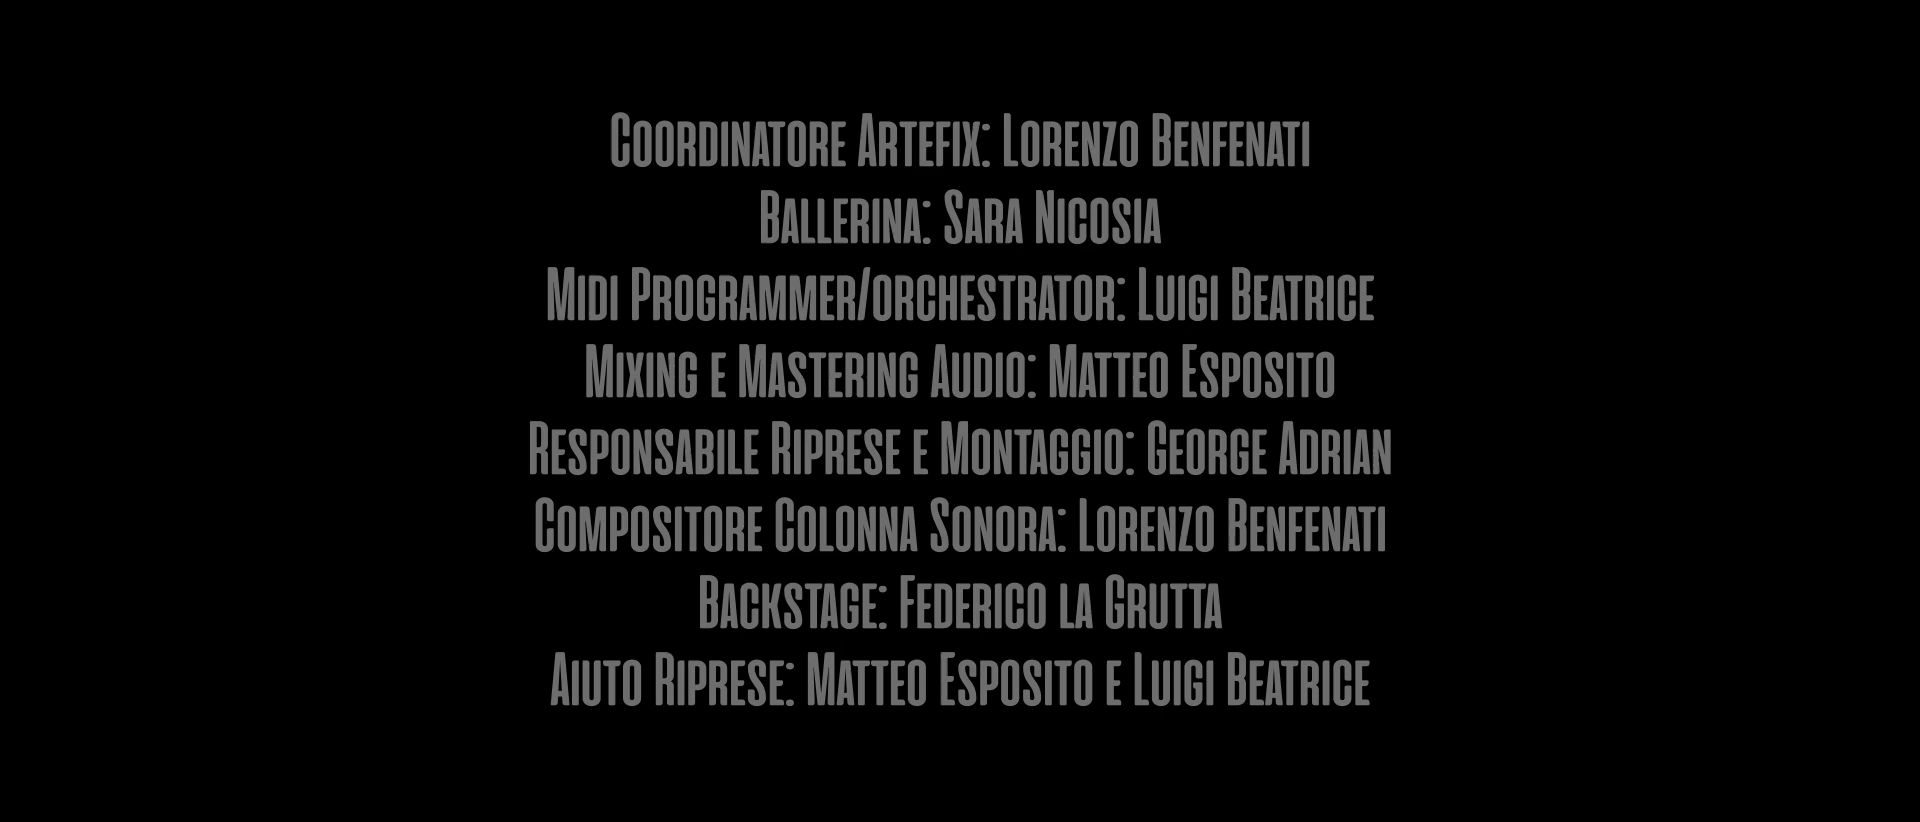 Coordinatore Artefix: Lorenzo Benfenati
Ballerina: Sara Nicosia
Midi Programmer/orchestrator: Luigi Beatrice
Mixing e Mastering Audio: Matteo Esposito
Responsabile Riprese e Montaggio: George Adrian
Compositore Colonna Sonora: Lorenzo Benfenati
Backstage: Federico la Grutta
Aiuto Riprese: Matteo Esposito e Luigi Beatrice